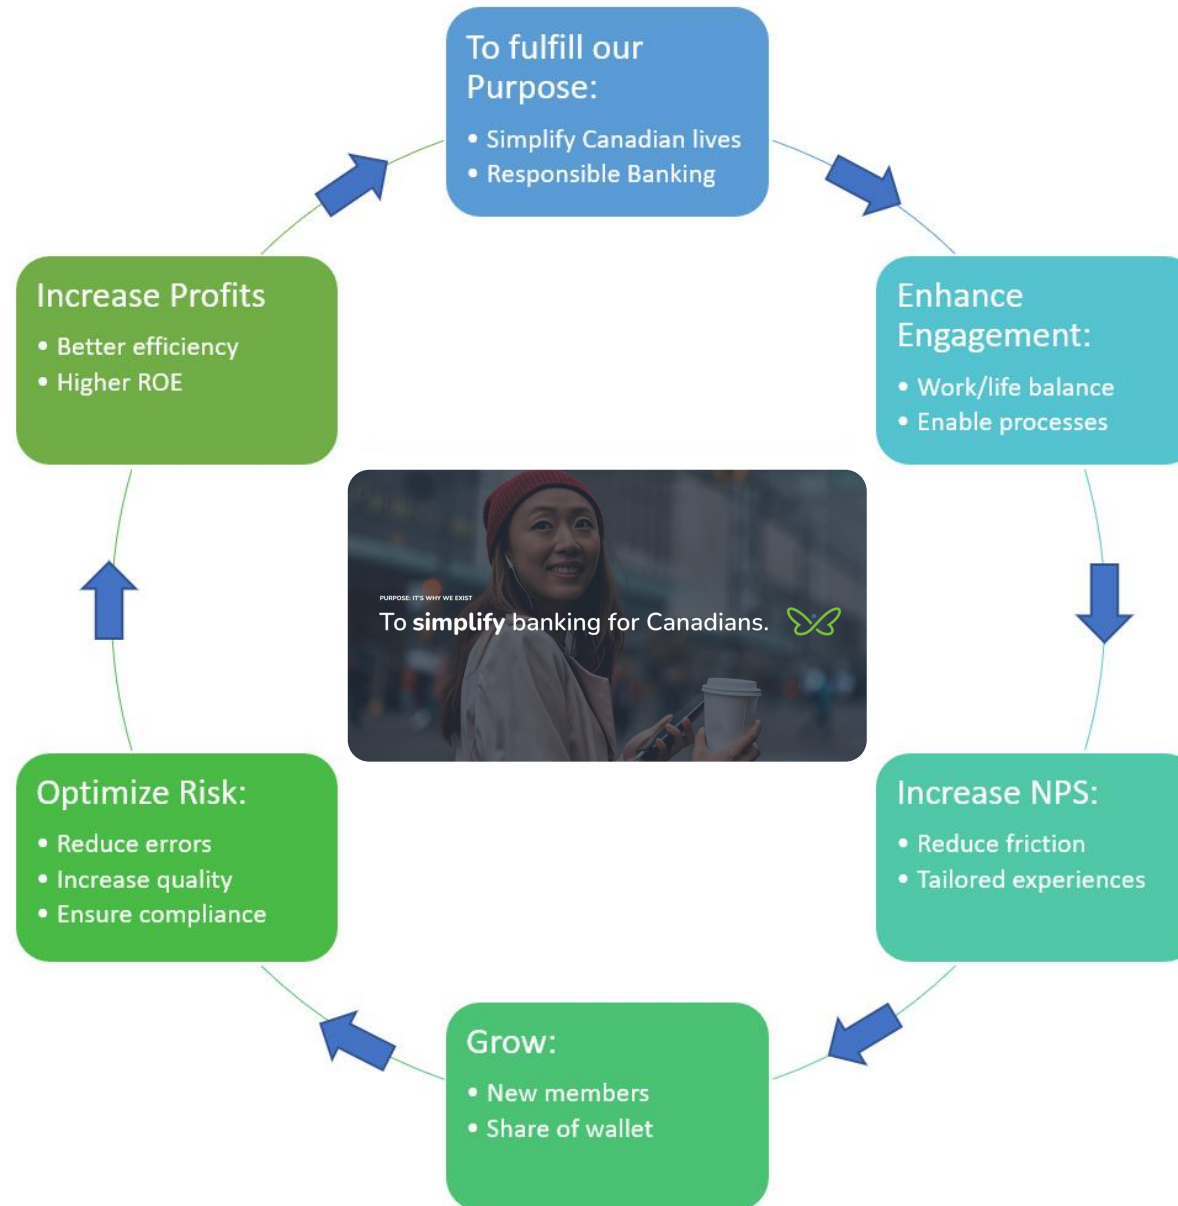 To fulfill our
Purpose:
• Simplify Canadian lives
• Responsible Banking
Enhance
Engagement:
• Work/life balance
• Enable processes
Increase NPS:
• Reduce friction
• Tailored experiences
Grow:
• New members
• Share of wallet
Optimize Risk:
• Reduce errors
• Increase quality
• Ensure compliance
Increase Profits
• Better efficiency
• Higher ROE
PURPOSE: IT'S WHY WE EXIST
To simplify banking for Canadians.